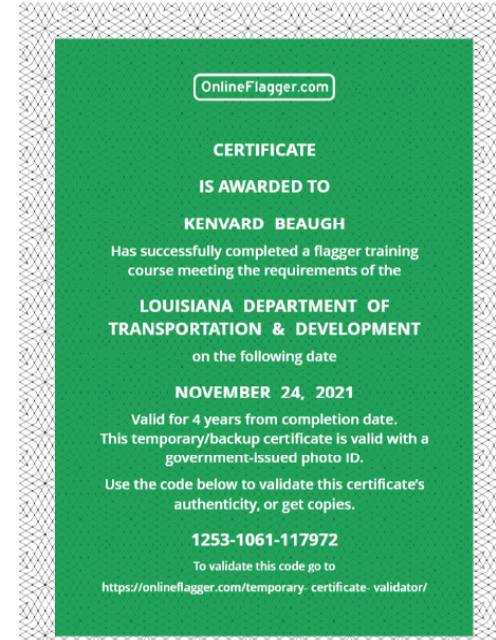 OnlineFlagger.com
CERTIFICATE
IS AWARDED TO
KENVARD BEAUGH
Has successfully completed a flagger training
course meeting the requirements of the
LOUISIANA DEPARTMENT OF
TRANSPORTATION & DEVELOPMENT
on the following date
NOVEMBER 24, 2021
Valid for 4 years from completion date.
This temporary/backup certificate is valid with a
government-issued photo ID.
Use the code below to validate this certificate's
authenticity, or get copies.
1253-1061-117972
To validate this code go to
https://onlineflagger.com/temporary- certificate- validator/